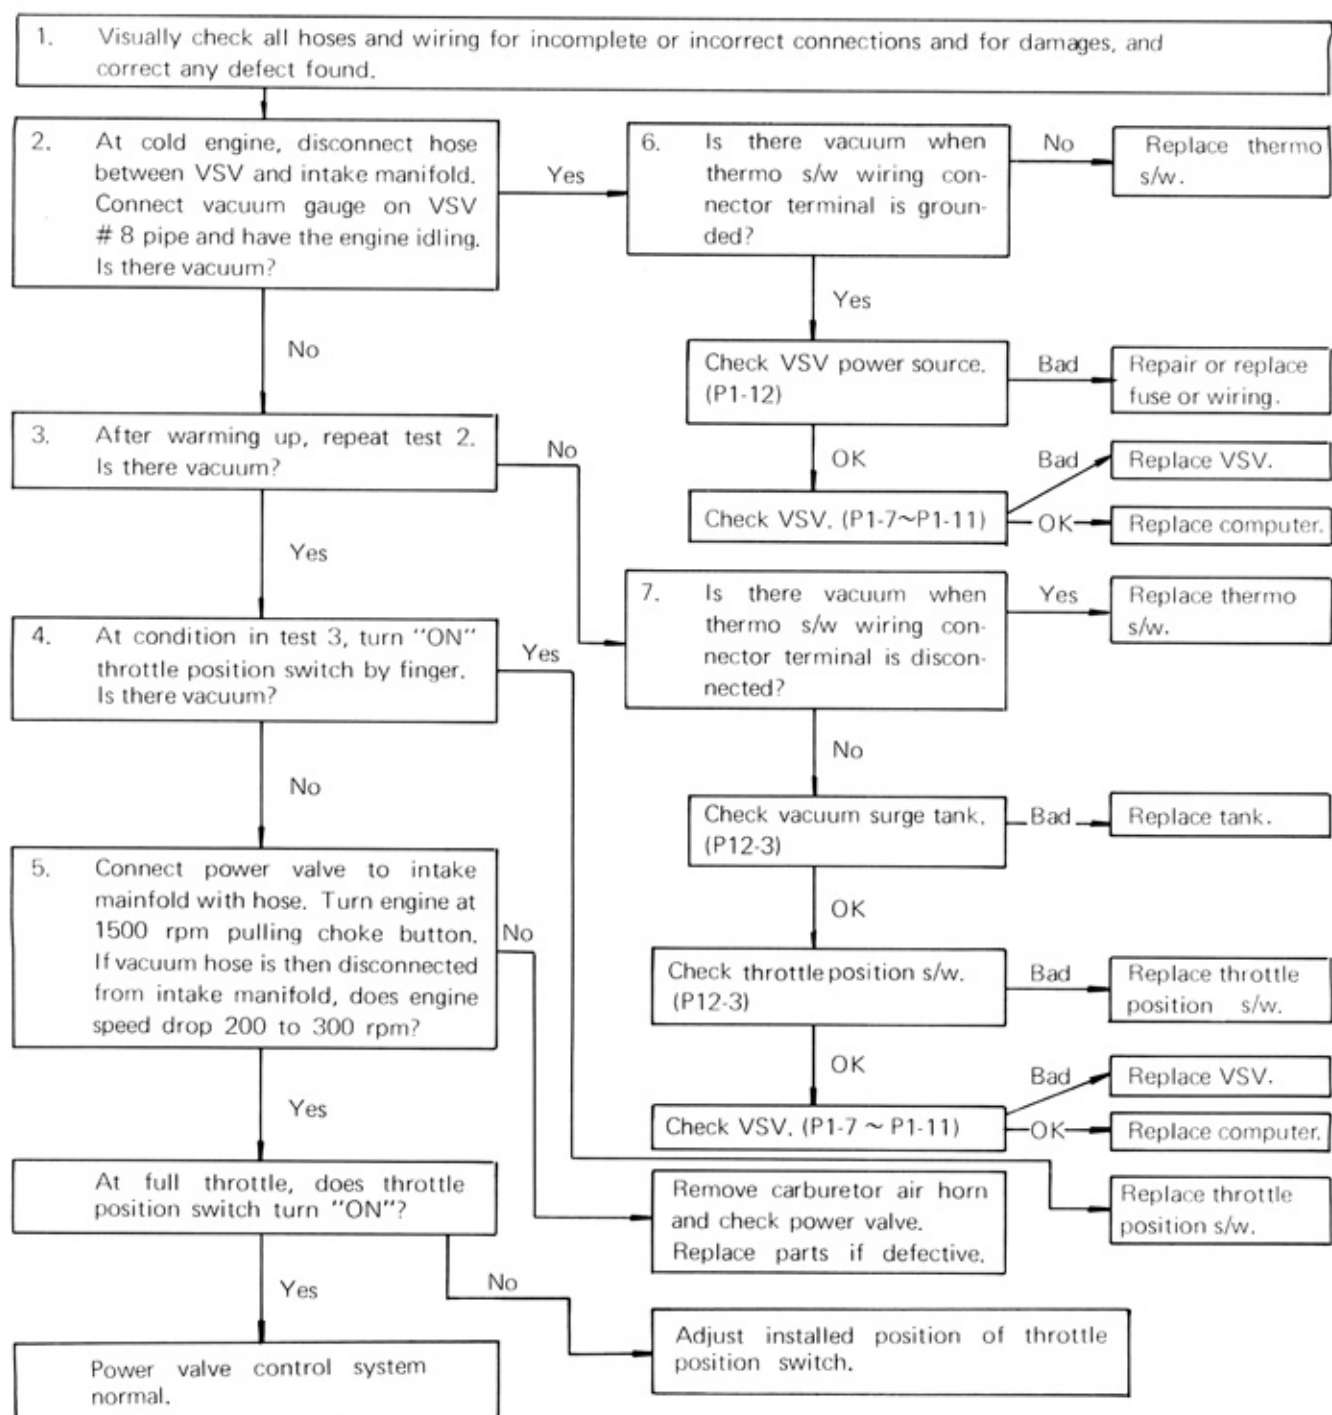 1. Visually check all hoses and wiring for incomplete or incorrect connections and for damages, and
correct any defect found.
2. At cold engine, disconnect hose
between VSV and intake manifold.
Connect vacuum gauge on VSV
# 8 pipe and have the engine idling.
Is there vacuum?
Yes
6. Is there vacuum when
thermo s/w wiring con-
nector terminal is groun-
ded?
No
Replace thermo
s/w.
No
Yes
Check VSV power source.
(P1-12)
Bad
Repair or replace
fuse or wiring.
3. After warming up, repeat test 2.
Is there vacuum?
No
OK
Bad
Replace VSV.
Check VSV. (P1-7~P1-11)
OK
Replace computer.
Yes
7. Is there vacuum when
thermo s/w wiring con-
nector terminal is discon-
nected?
Yes
Replace thermo
s/w.
4. At condition in test 3, turn "ON"
throttle position switch by finger.
Is there vacuum?
Yes
No
No
Check vacuum surge tank.
(P12-3)
Bad
Replace tank.
5. Connect power valve to intake
mainfold with hose. Turn engine at
1500 rpm pulling choke button.
If vacuum hose is then disconnected
from intake manifold, does engine
speed drop 200 to 300 rpm?
No
OK
Check throttle position s/w.
(P12-3)
Bad
Replace throttle
position s/w.
OK
Bad
Replace VSV.
Yes
Check VSV. (P1-7 ~ P1-11)
OK
Replace computer.
At full throttle, does throttle
position switch turn "ON"?
Remove carburetor air horn
and check power valve.
Replace parts if defective.
Replace throttle
position s/w.
Yes
No
Adjust installed position of throttle
position switch.
Power valve control system
normal.